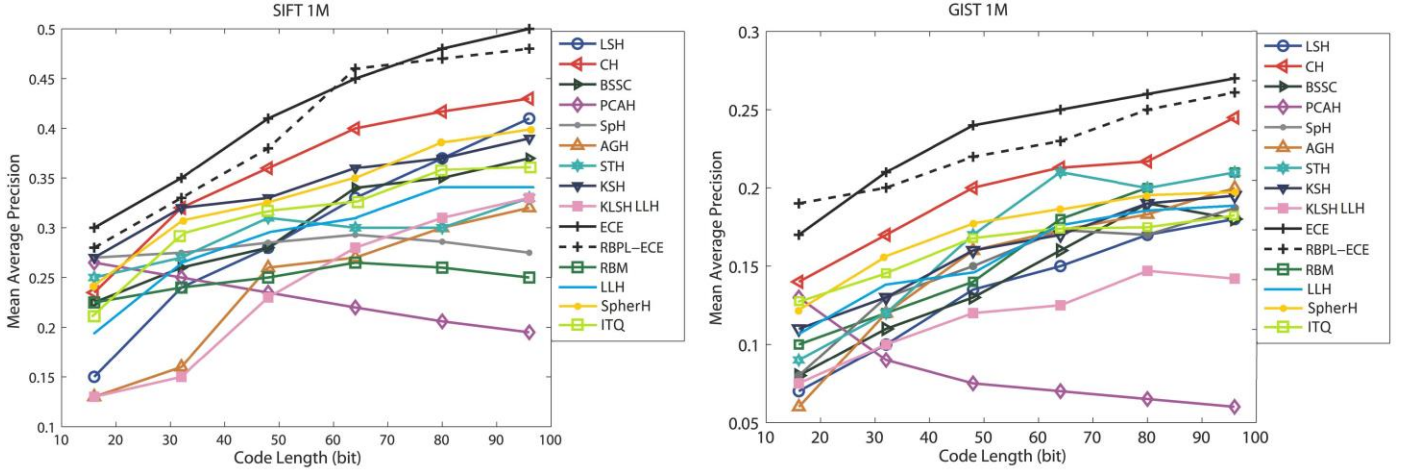 SIFT 1M
0.5
0.45
0.4
0.35
0.3
0.25
0.2
0.15
0.1
Mean Average Precision
10 20 30 40 50 60 70 80 90 100
Code Length (bit)
LSH
CH
BSSC
PCAH
SpH
AGH
STH
KSH
KLSH LLH
ECE
RBPL-ECE
RBM
LLH
SpherH
ITQ
GIST 1M
0.3
0.25
0.2
0.15
0.1
0.05
Mean Average Precision
10 20 30 40 50 60 70 80 90 100
Code Length (bit)
LSH
CH
BSSC
PCAH
SpH
AGH
STH
KSH
KLSH LLH
ECE
RBPL-ECE
RBM
LLH
SpherH
ITQ